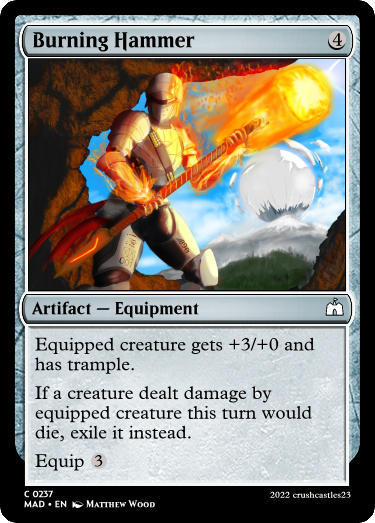 Burning Hammer 4
Artifact — Equipment
Equipped creature gets +3/+0 and
has trample.
If a creature dealt damage by
equipped creature this turn would
die, exile it instead.
Equip 3
C 0237
MAD • EN Matthew Wood 2022 crushcastles23